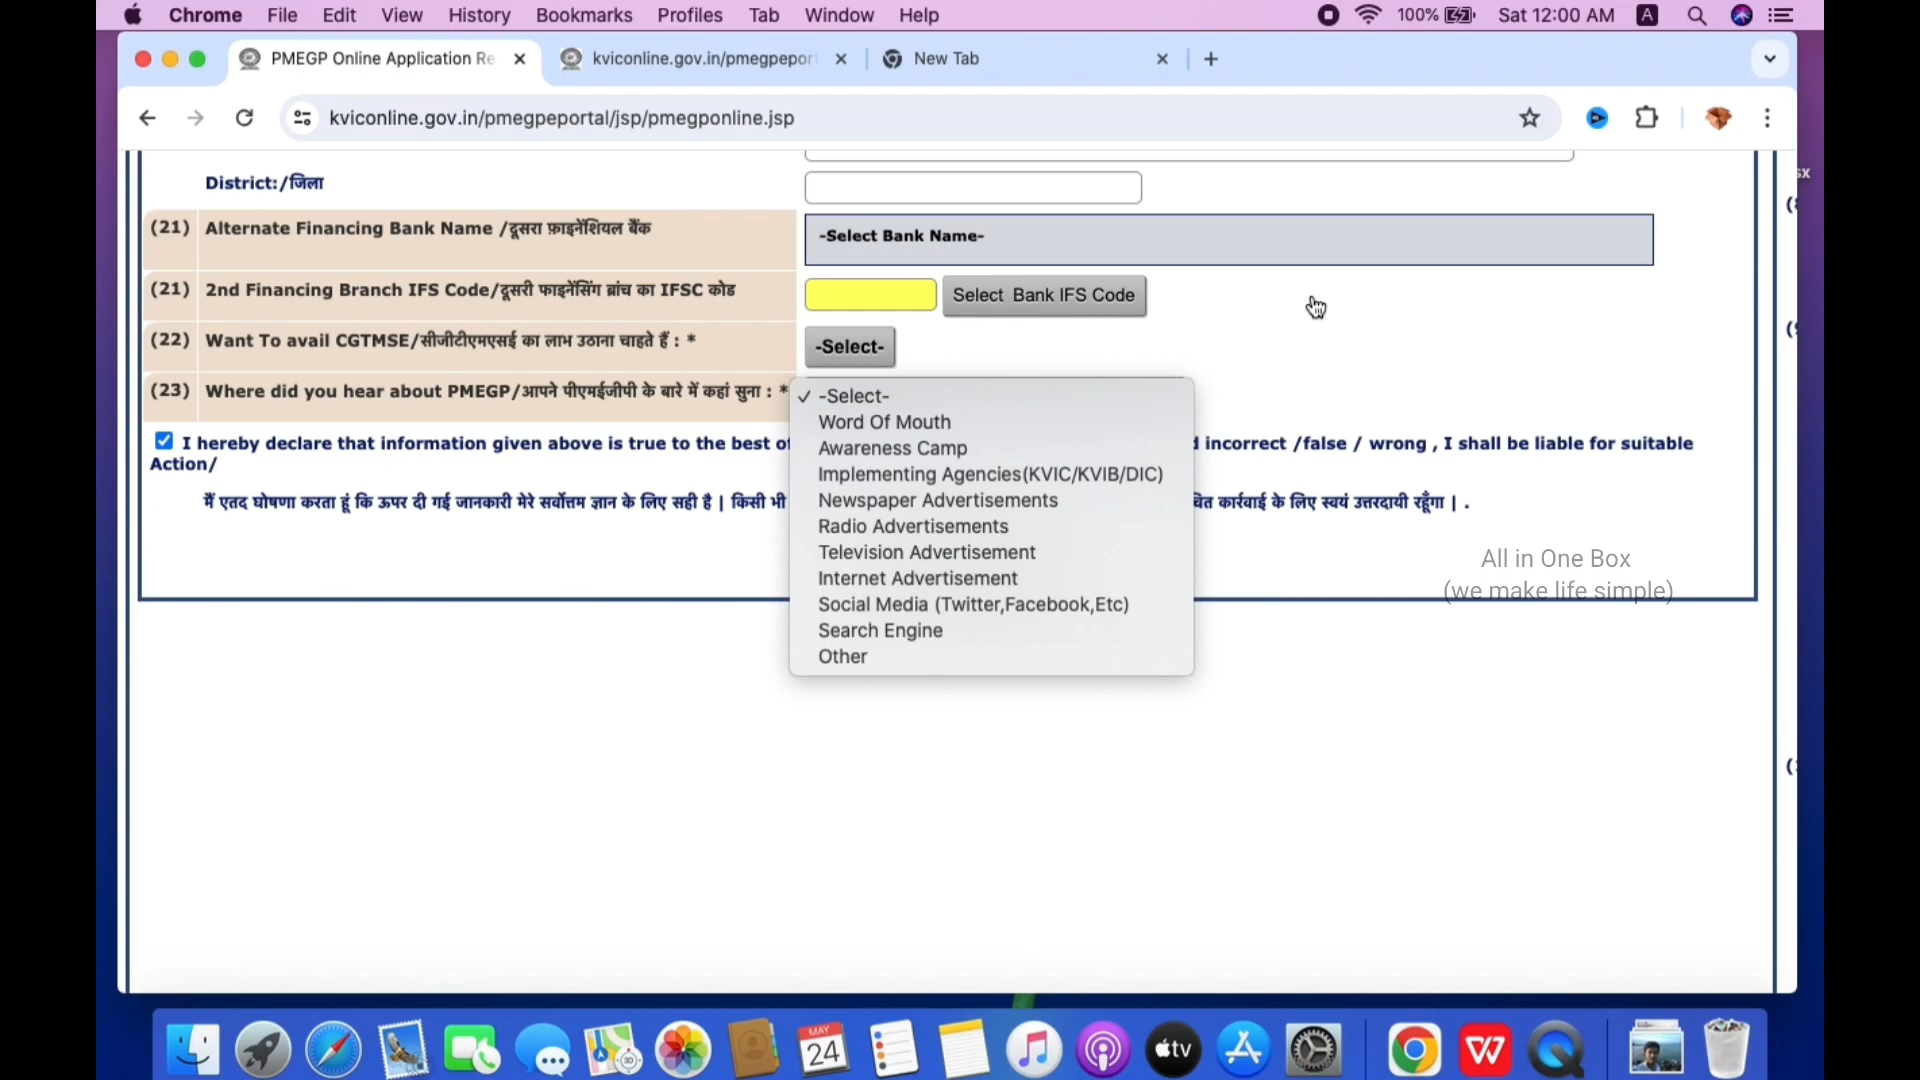 Chrome File Edit View History Bookmarks Profiles Tab Window Help 100% Sat 12:00 AM A
PMEGP Online Application Re kviconline.gov.in/pmegpepor New Tab
kviconline.gov.in/pmegpeportal/jsp/pmegponline.jsp
sx
District:/जिला
(21) Alternate Financing Bank Name /दूसरा फ़ाइनेंशियल बैंक -Select Bank Name-
(21) 2nd Financing Branch IFS Code/दूसरी फाइनेंसिंग ब्रांच का IFSC कोड Select Bank IFS Code
(22) Want To avail CGTMSE/सीजीटीएमएसई का लाभ उठाना चाहते हैं : * -Select-
(23) Where did you hear about PMEGP/आपने पीएमईजीपी के बारे में कहां सुना : *
✓ -Select-
Word Of Mouth
Awareness Camp
Implementing Agencies(KVIC/KVIB/DIC)
Newspaper Advertisements
Radio Advertisements
Television Advertisement
Internet Advertisement
Social Media (Twitter,Facebook,Etc)
Search Engine
Other
I hereby declare that information given above is true to the best of incorrect /false / wrong , I shall be liable for suitable
Action/
मैं एतद घोषणा करता हूं कि ऊपर दी गई जानकारी मेरे सर्वोत्तम ज्ञान के लिए सही है | किसी भी कार्रवाई के लिए स्वयं उत्तरदायी रहूँगा | .
All in One Box
(we make life simple)
MAY
24
3D
tv